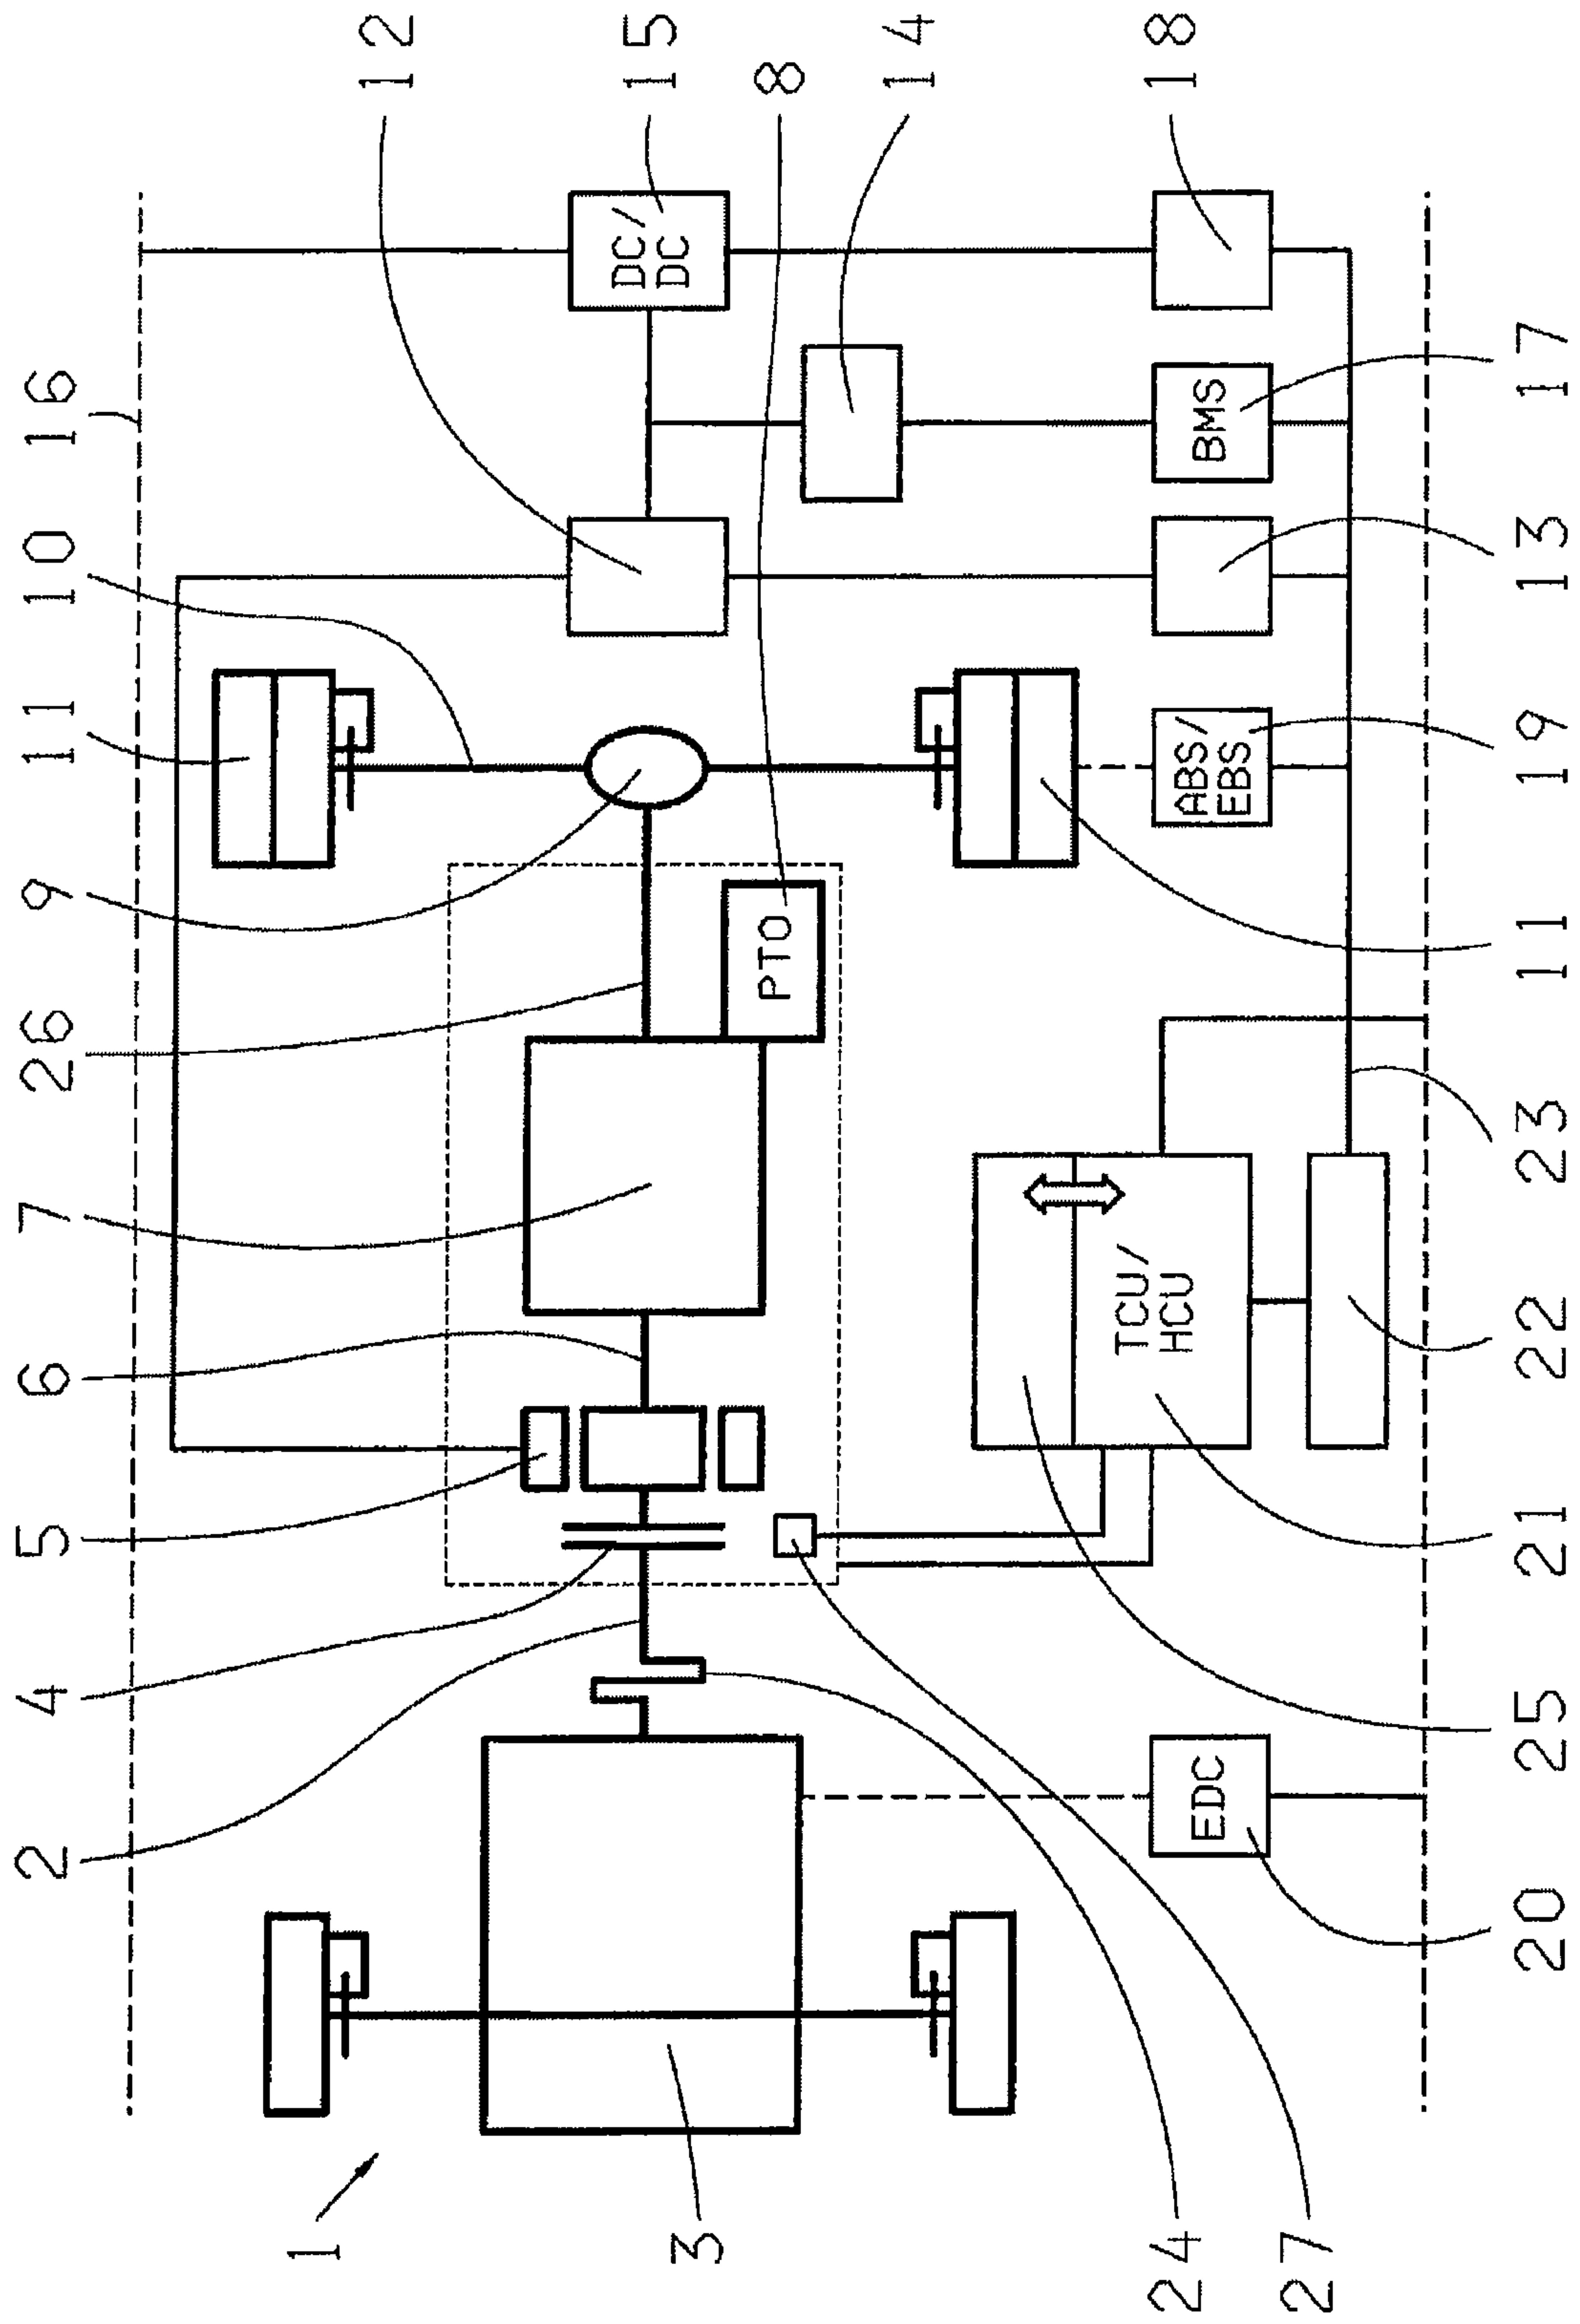 2 4 5 6 7 26 9 11 10 16
1
12
DC/
DC
15
3
PTO
8
14
TCU/
HCU
24
EDC
ABS/
EBS
BMS
18
27
20 25 21 22 23 11 19 13 17